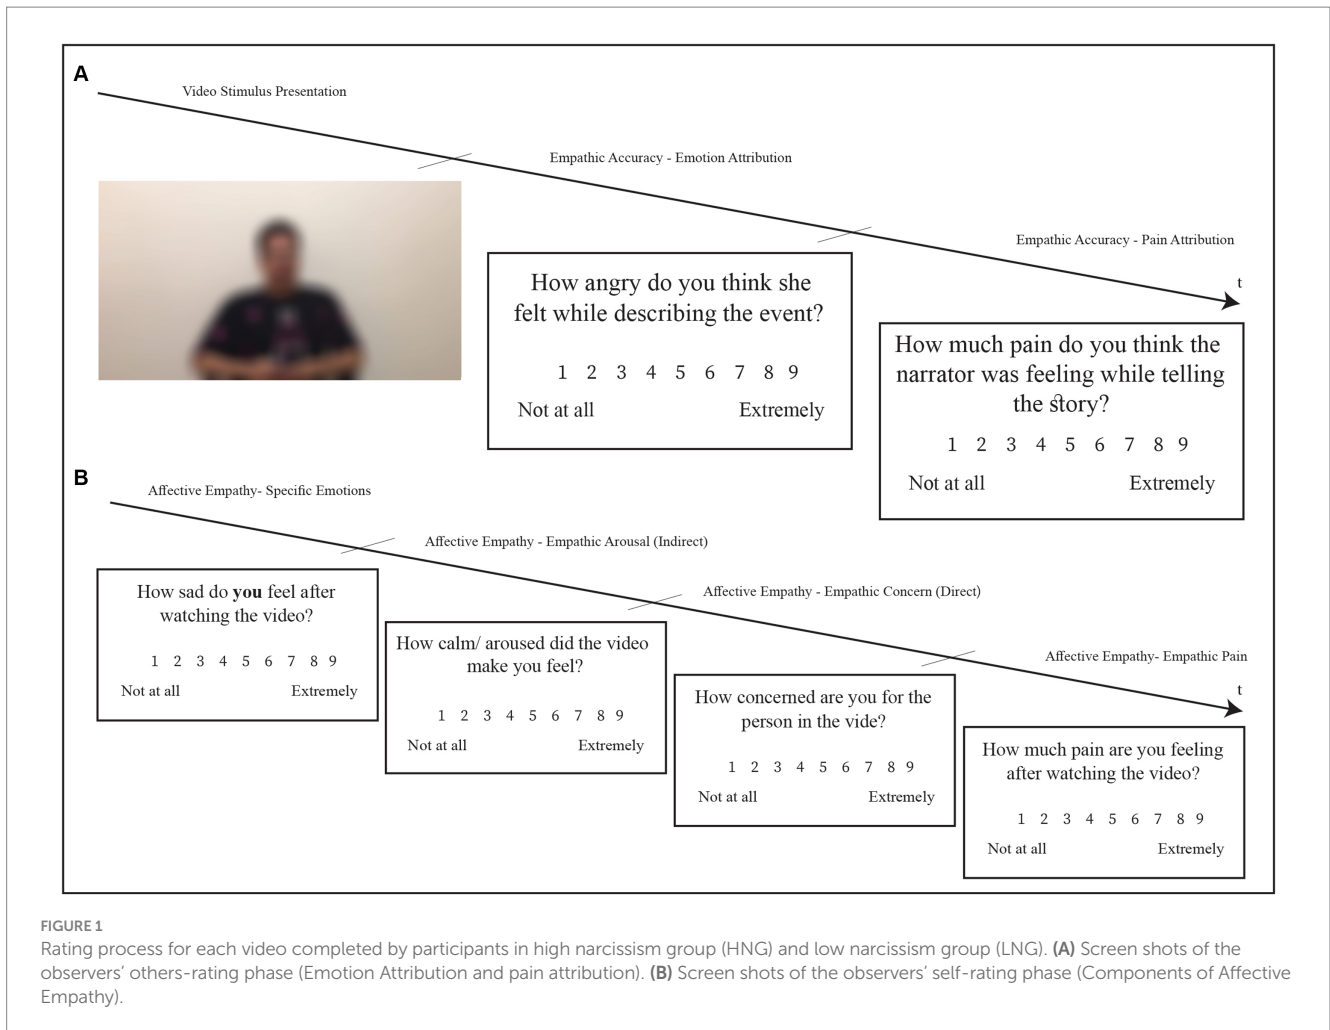 A
Video Stimulus Presentation
Empathic Accuracy - Emotion Attribution
Empathic Accuracy - Pain Attribution
t
How angry do you think she
felt while describing the event?
1 2 3 4 5 6 7 8 9
Not at all Extremely
How much pain do you think the
narrator was feeling while telling
the story?
1 2 3 4 5 6 7 8 9
Not at all Extremely
B
Affective Empathy- Specific Emotions
Affective Empathy - Empathic Arousal (Indirect)
Affective Empathy - Empathic Concern (Direct)
Affective Empathy- Empathic Pain
t
How sad do you feel after
watching the video?
1 2 3 4 5 6 7 8 9
Not at all Extremely
How calm/ aroused did the video
make you feel?
1 2 3 4 5 6 7 8 9
Not at all Extremely
How concerned are you for the
person in the vide?
1 2 3 4 5 6 7 8 9
Not at all Extremely
How much pain are you feeling
after watching the video?
1 2 3 4 5 6 7 8 9
Not at all Extremely
FIGURE 1
Rating process for each video completed by participants in high narcissism group (HNG) and low narcissism group (LNG). (A) Screen shots of the
observers' others-rating phase (Emotion Attribution and pain attribution). (B) Screen shots of the observers' self-rating phase (Components of Affective
Empathy).